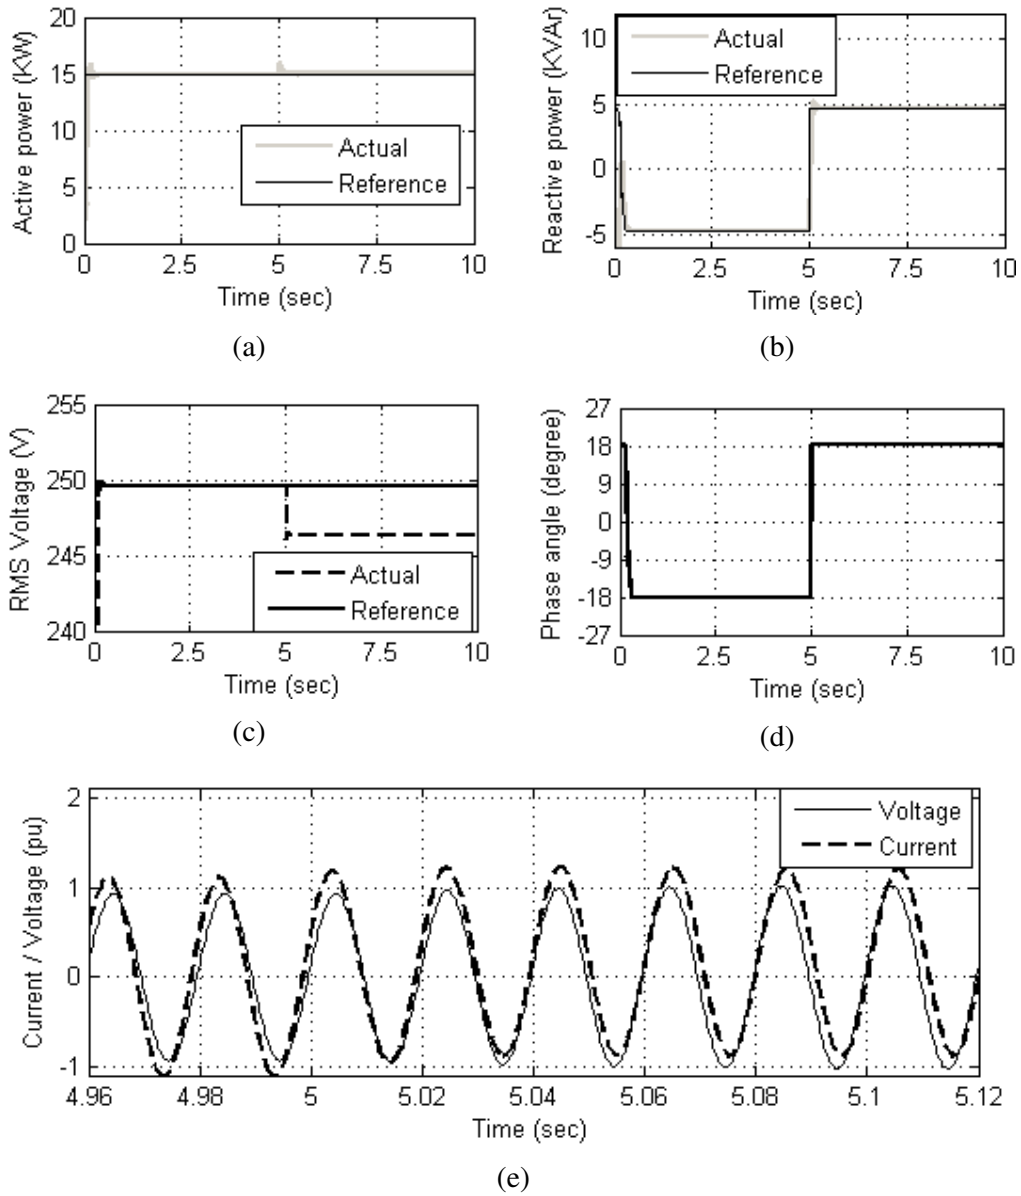 20
15
10
5
0
Active power (KW)
Actual
Reference
0 2.5 5 7.5 10
Time (sec)
(a)
10
5
0
-5
Reactive power (KVAr)
Actual
Reference
0 2.5 5 7.5 10
Time (sec)
(b)
255
250
245
240
RMS Voltage (V)
Actual
Reference
0 2.5 5 7.5 10
Time (sec)
(c)
27
18
9
0
-9
-18
-27
Phase angle (degree)
0 2.5 5 7.5 10
Time (sec)
(d)
2
1
0
-1
Current / Voltage (pu)
Voltage
Current
4.96 4.98 5 5.02 5.04 5.06 5.08 5.1 5.12
Time (sec)
(e)